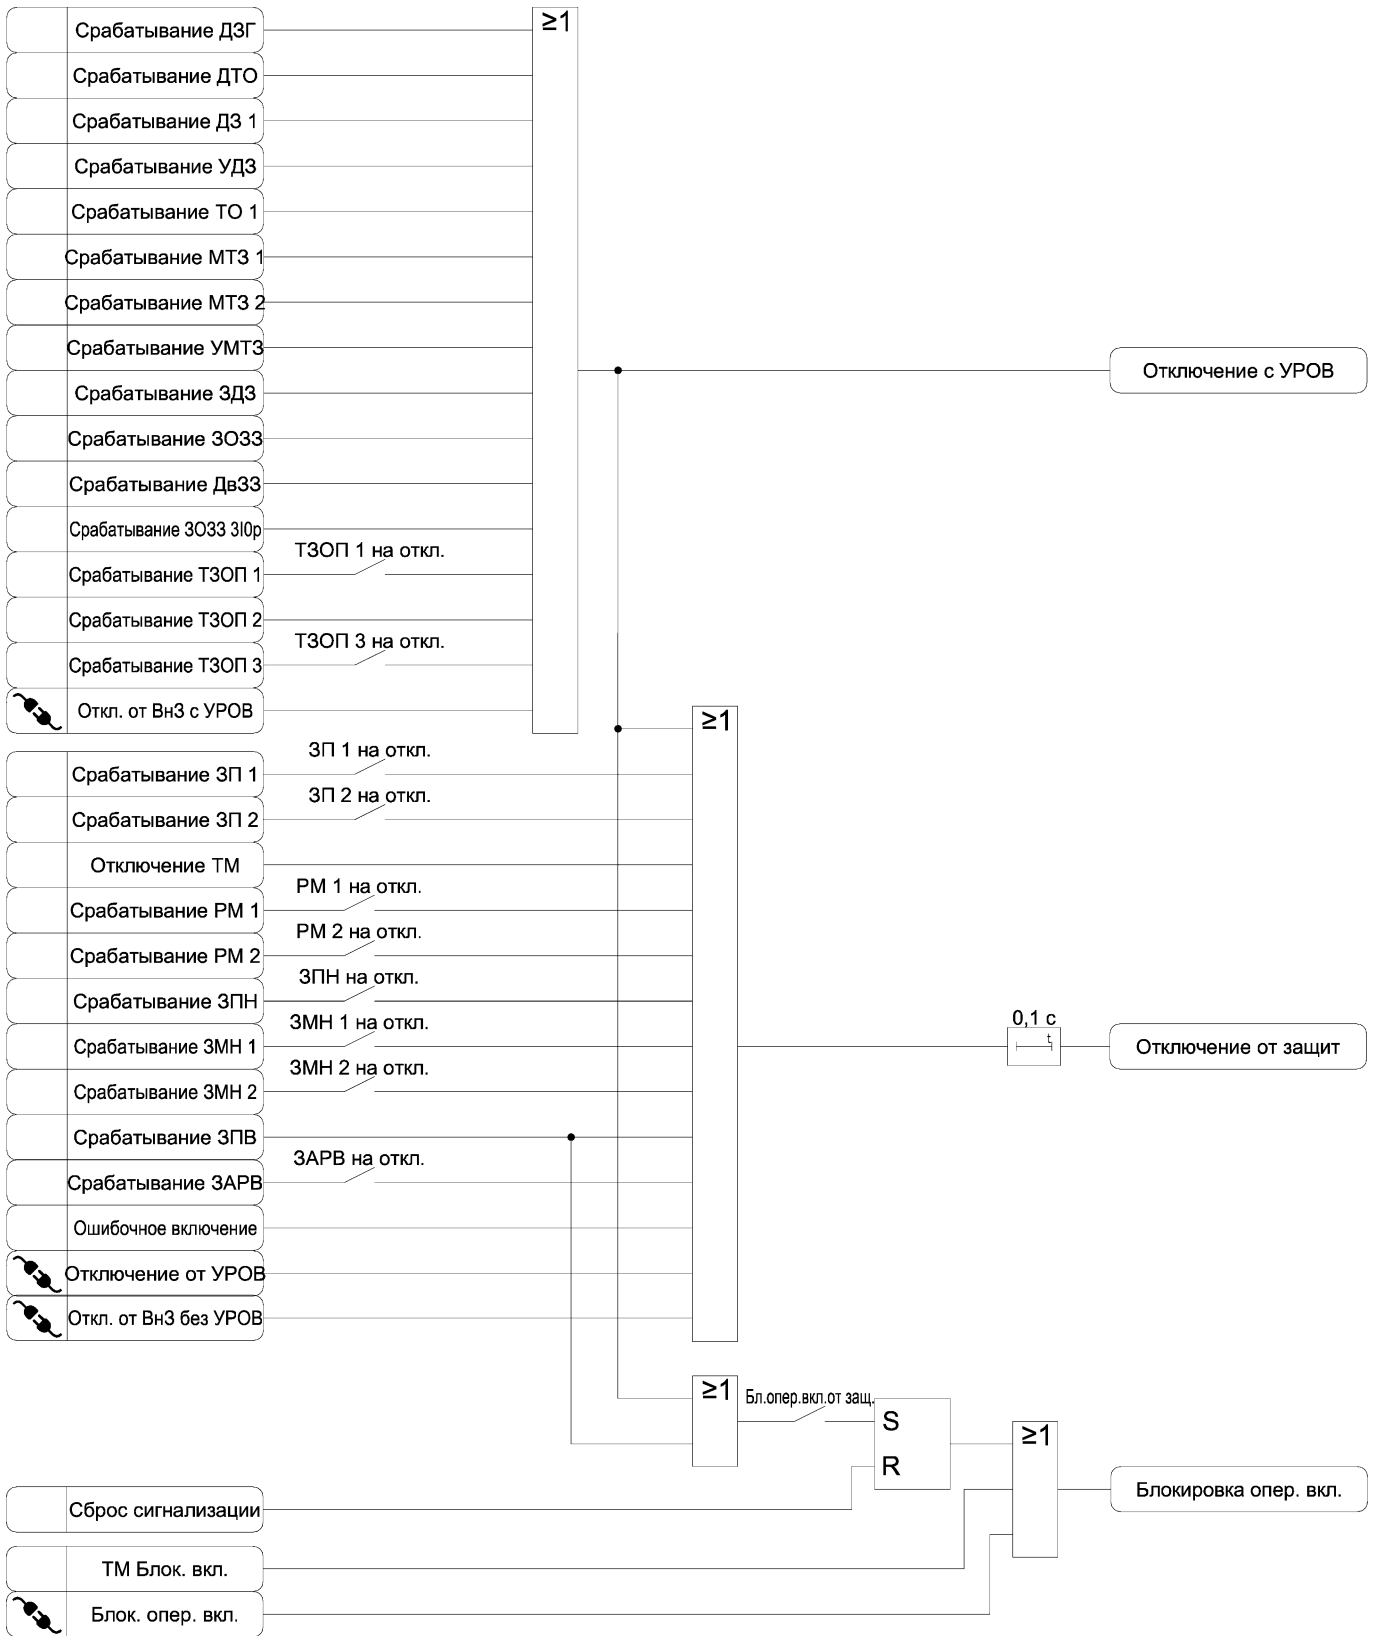 Срабатывание ДЗГ
≥1
Срабатывание ДТО
Срабатывание ДЗ 1
Срабатывание УДЗ
Срабатывание ТО 1
Срабатывание МТЗ 1
Срабатывание МТЗ 2
Срабатывание УМТЗ
Отключение с УРОВ
Срабатывание ЗДЗ
Срабатывание ЗОЗЗ
Срабатывание ДвЗЗ
Срабатывание ЗОЗЗ 3I0р
ТЗОП 1 на откл.
Срабатывание ТЗОП 1
Срабатывание ТЗОП 2
ТЗОП 3 на откл.
Срабатывание ТЗОП 3
Откл. от ВнЗ с УРОВ
≥1
ЗП 1 на откл.
Срабатывание ЗП 1
ЗП 2 на откл.
Срабатывание ЗП 2
Отключение ТМ
РМ 1 на откл.
Срабатывание РМ 1
РМ 2 на откл.
Срабатывание РМ 2
ЗПН на откл.
Срабатывание ЗПН
ЗМН 1 на откл.
0,1 с
t
Срабатывание ЗМН 1
Отключение от защит
ЗМН 2 на откл.
Срабатывание ЗМН 2
Срабатывание ЗПВ
ЗАРВ на откл.
Срабатывание ЗАРВ
Ошибочное включение
Отключение от УРОВ
Откл. от ВнЗ без УРОВ
≥1
Бл.опер.вкл.от защ.
S
≥1
R
Блокировка опер. вкл.
Сброс сигнализации
ТМ Блок. вкл.
Блок. опер. вкл.